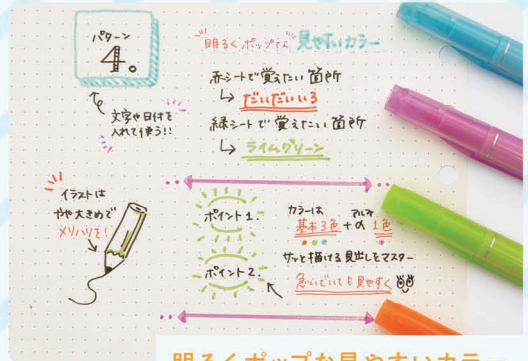 パターン
4.
文字や日付を
入れて使う!!
明るくポップな 見やすいカラー
赤シートで覚えたい箇所
↳ だいだいいろ
緑シートで覚えたい箇所
↳ ライムグリーン
イラストは
やや大きめで
メリハリを!
ポイント1.
カラーは
基本3色+αの1色
ポイント2.
サッと描ける見出しをマスター
急いでいても見やすく
明るくポップな見やすいカラー